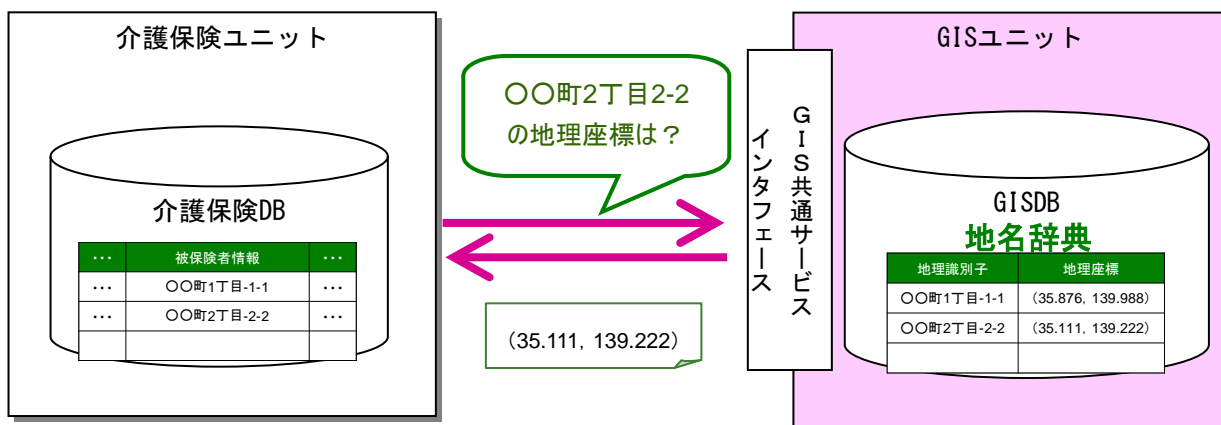 介護保険ユニット
介護保険DB
… 被保険者情報 …
… 〇〇町1丁目-1-1 …
… 〇〇町2丁目-2-2 …
〇〇町2丁目2-2
の地理座標は？
(35.111, 139.222)
GIS共通サービス
インタフェース
GISユニット
GISDB
地名辞典
地理識別子 地理座標
〇〇町1丁目-1-1 (35.876, 139.988)
〇〇町2丁目-2-2 (35.111, 139.222)